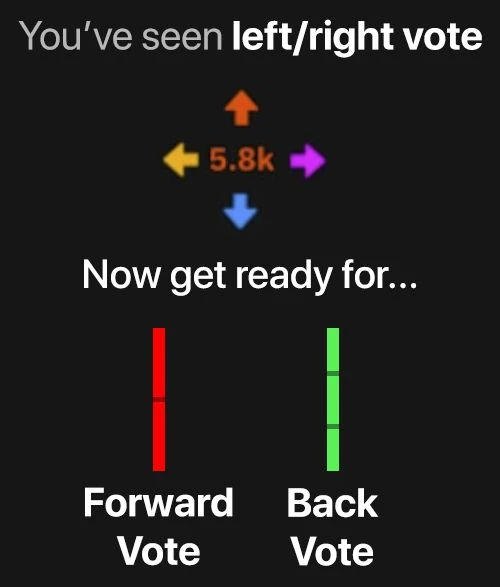 You’ve seen left/right vote
5.8k
Now get ready for...
Forward Back
Vote Vote